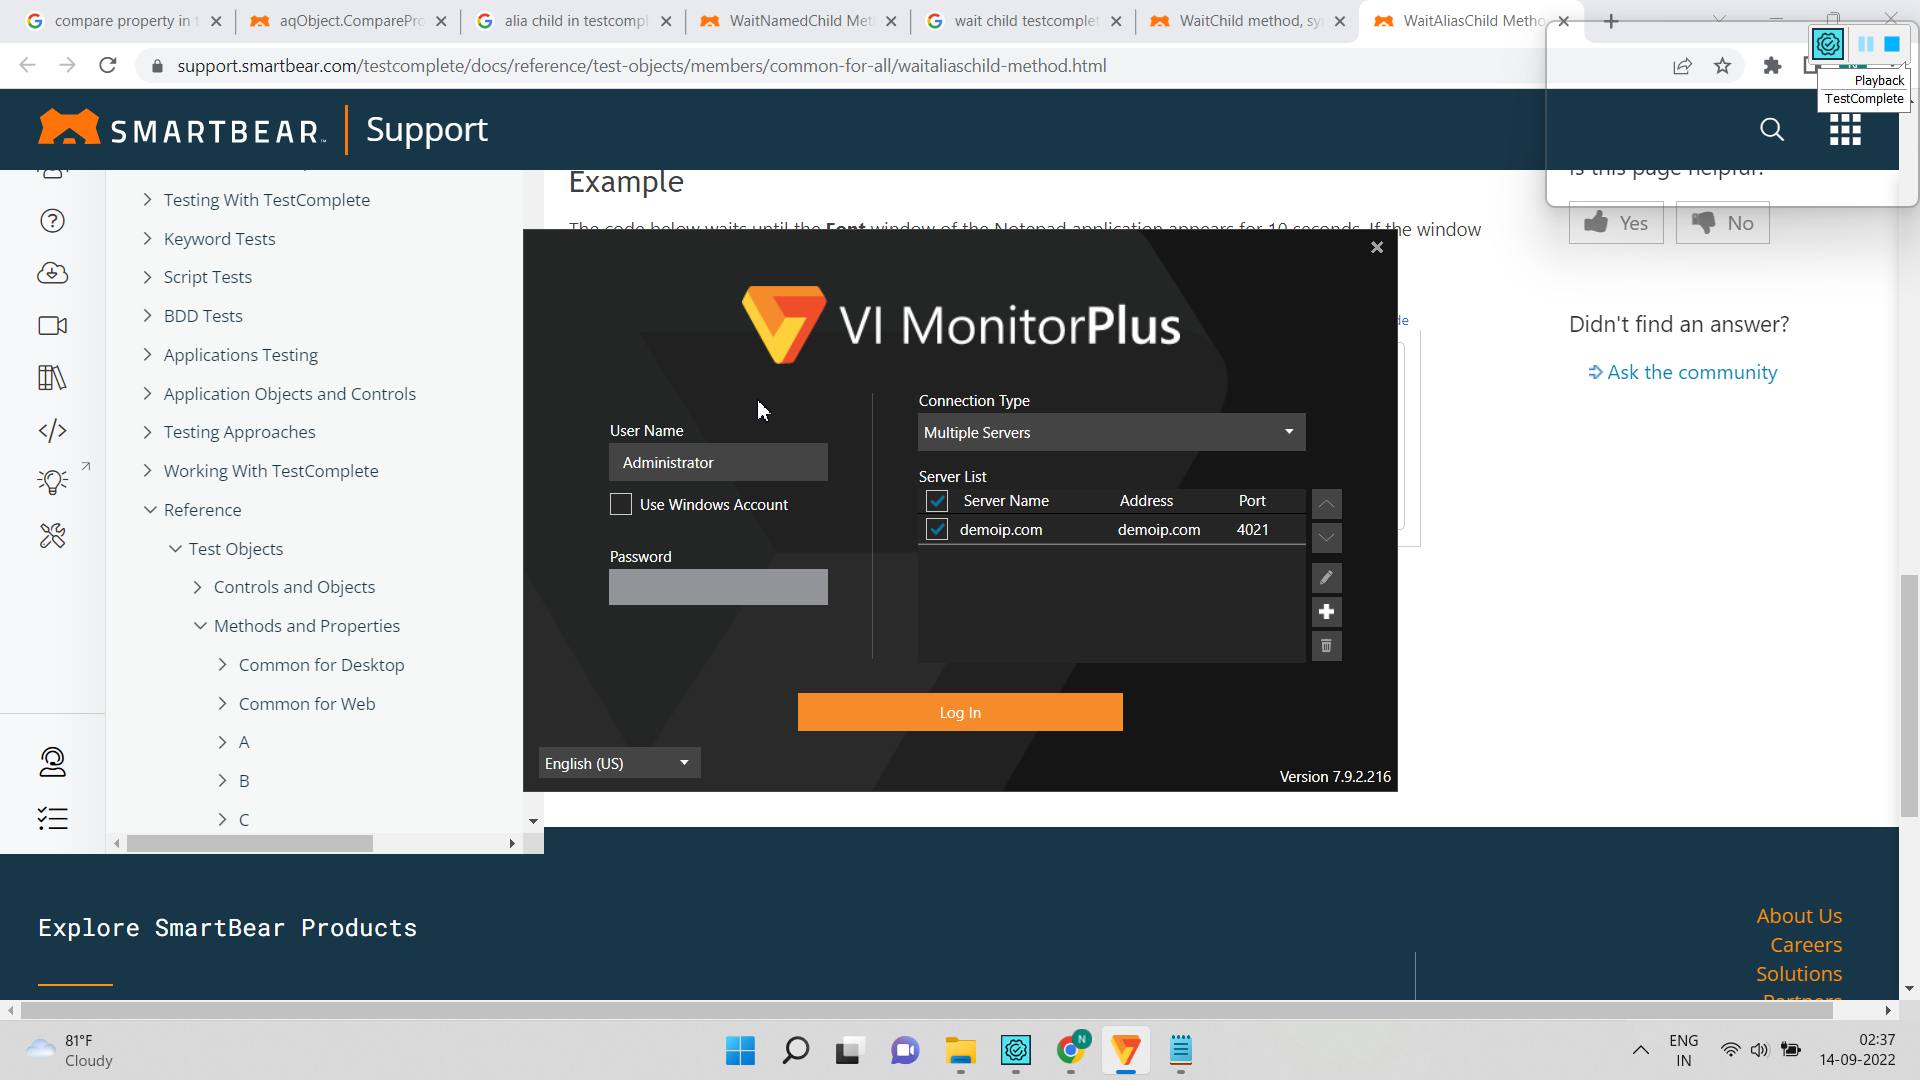 compare property in t
aqObject.ComparePro
alia child in testcompl
WaitNamedChild Met
wait child testcomplet
WaitChild method, sy
WaitAliasChild Metho
support.smartbear.com/testcomplete/docs/reference/test-objects/members/common-for-all/waitaliaschild-method.html
Playback
TestComplete
SMARTBEAR
Support
Testing With TestComplete
Keyword Tests
Script Tests
BDD Tests
Applications Testing
Application Objects and Controls
Testing Approaches
Working With TestComplete
Reference
Test Objects
Controls and Objects
Methods and Properties
Common for Desktop
Common for Web
A
B
C
Example
The code below waits until the Font window of the Notepad application appears for 10 seconds. If the window
de
VI MonitorPlus
User Name
Administrator
Use Windows Account
Password
Connection Type
Multiple Servers
Server List
Server Name Address Port
demoip.com demoip.com 4021
Log In
English (US)
Version 7.9.2.216
Is this page helpful?
Yes
No
Didn't find an answer?
Ask the community
Explore SmartBear Products
About Us
Careers
Solutions
Partners
81°F
Cloudy
N
ENG
IN
02:37
14-09-2022